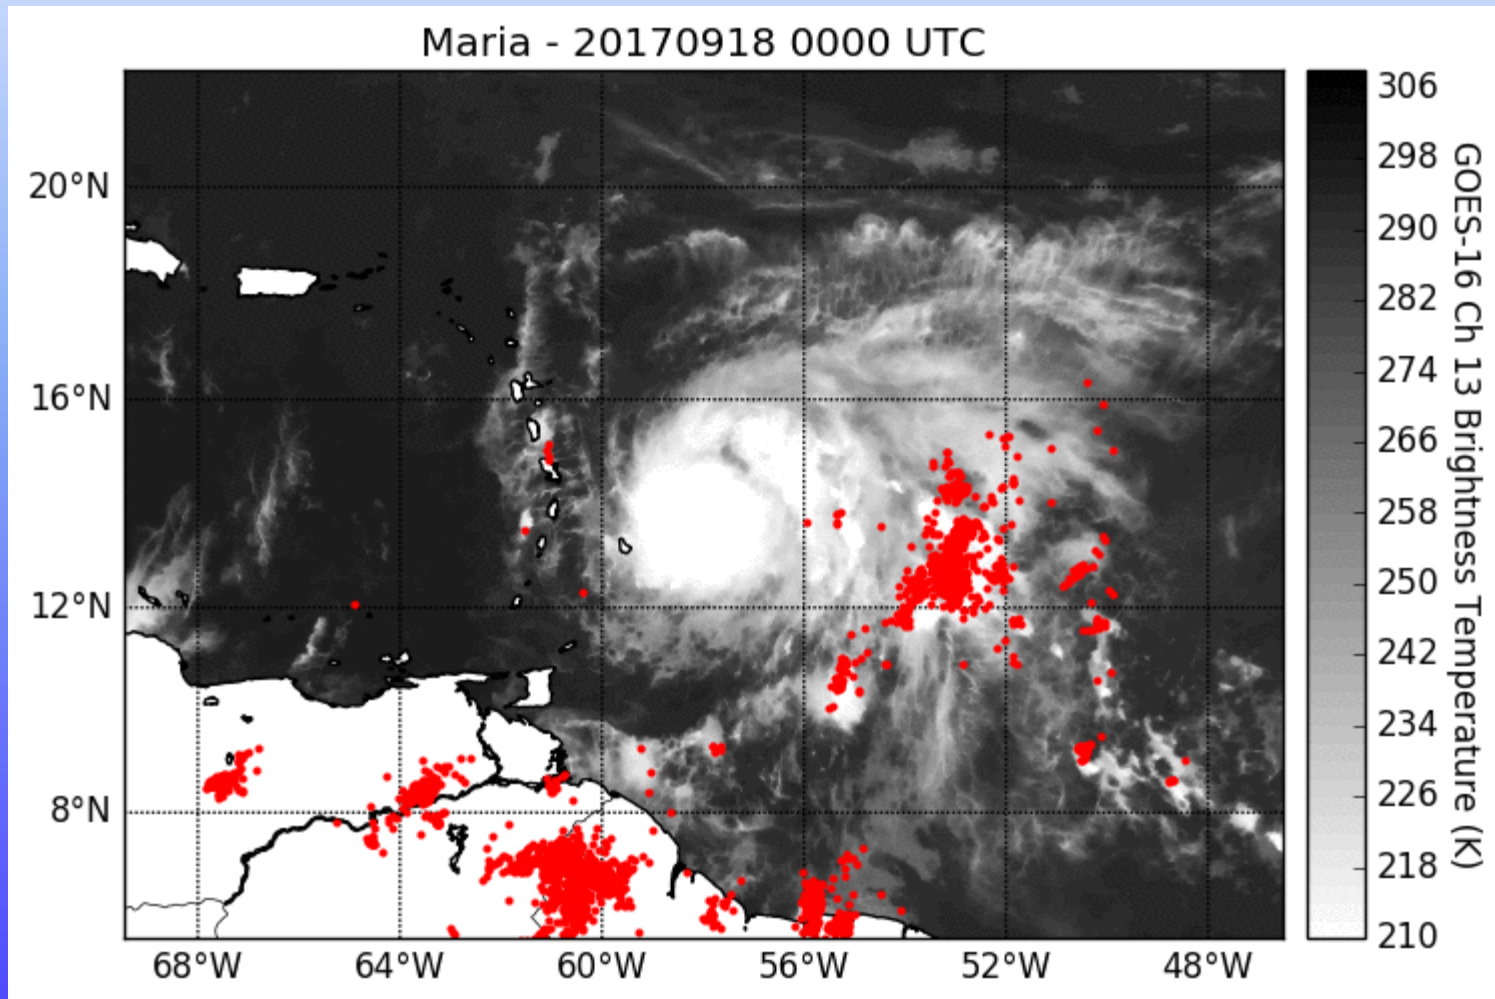 Maria - 20170918 0000 UTC
20°N
16°N
12°N
8°N
68°W
64°W
60°W
56°W
52°W
48°W
306
298
290
282
274
266
258
250
242
234
226
218
210
GOES-16 Ch 13 Brightness Temperature (K)